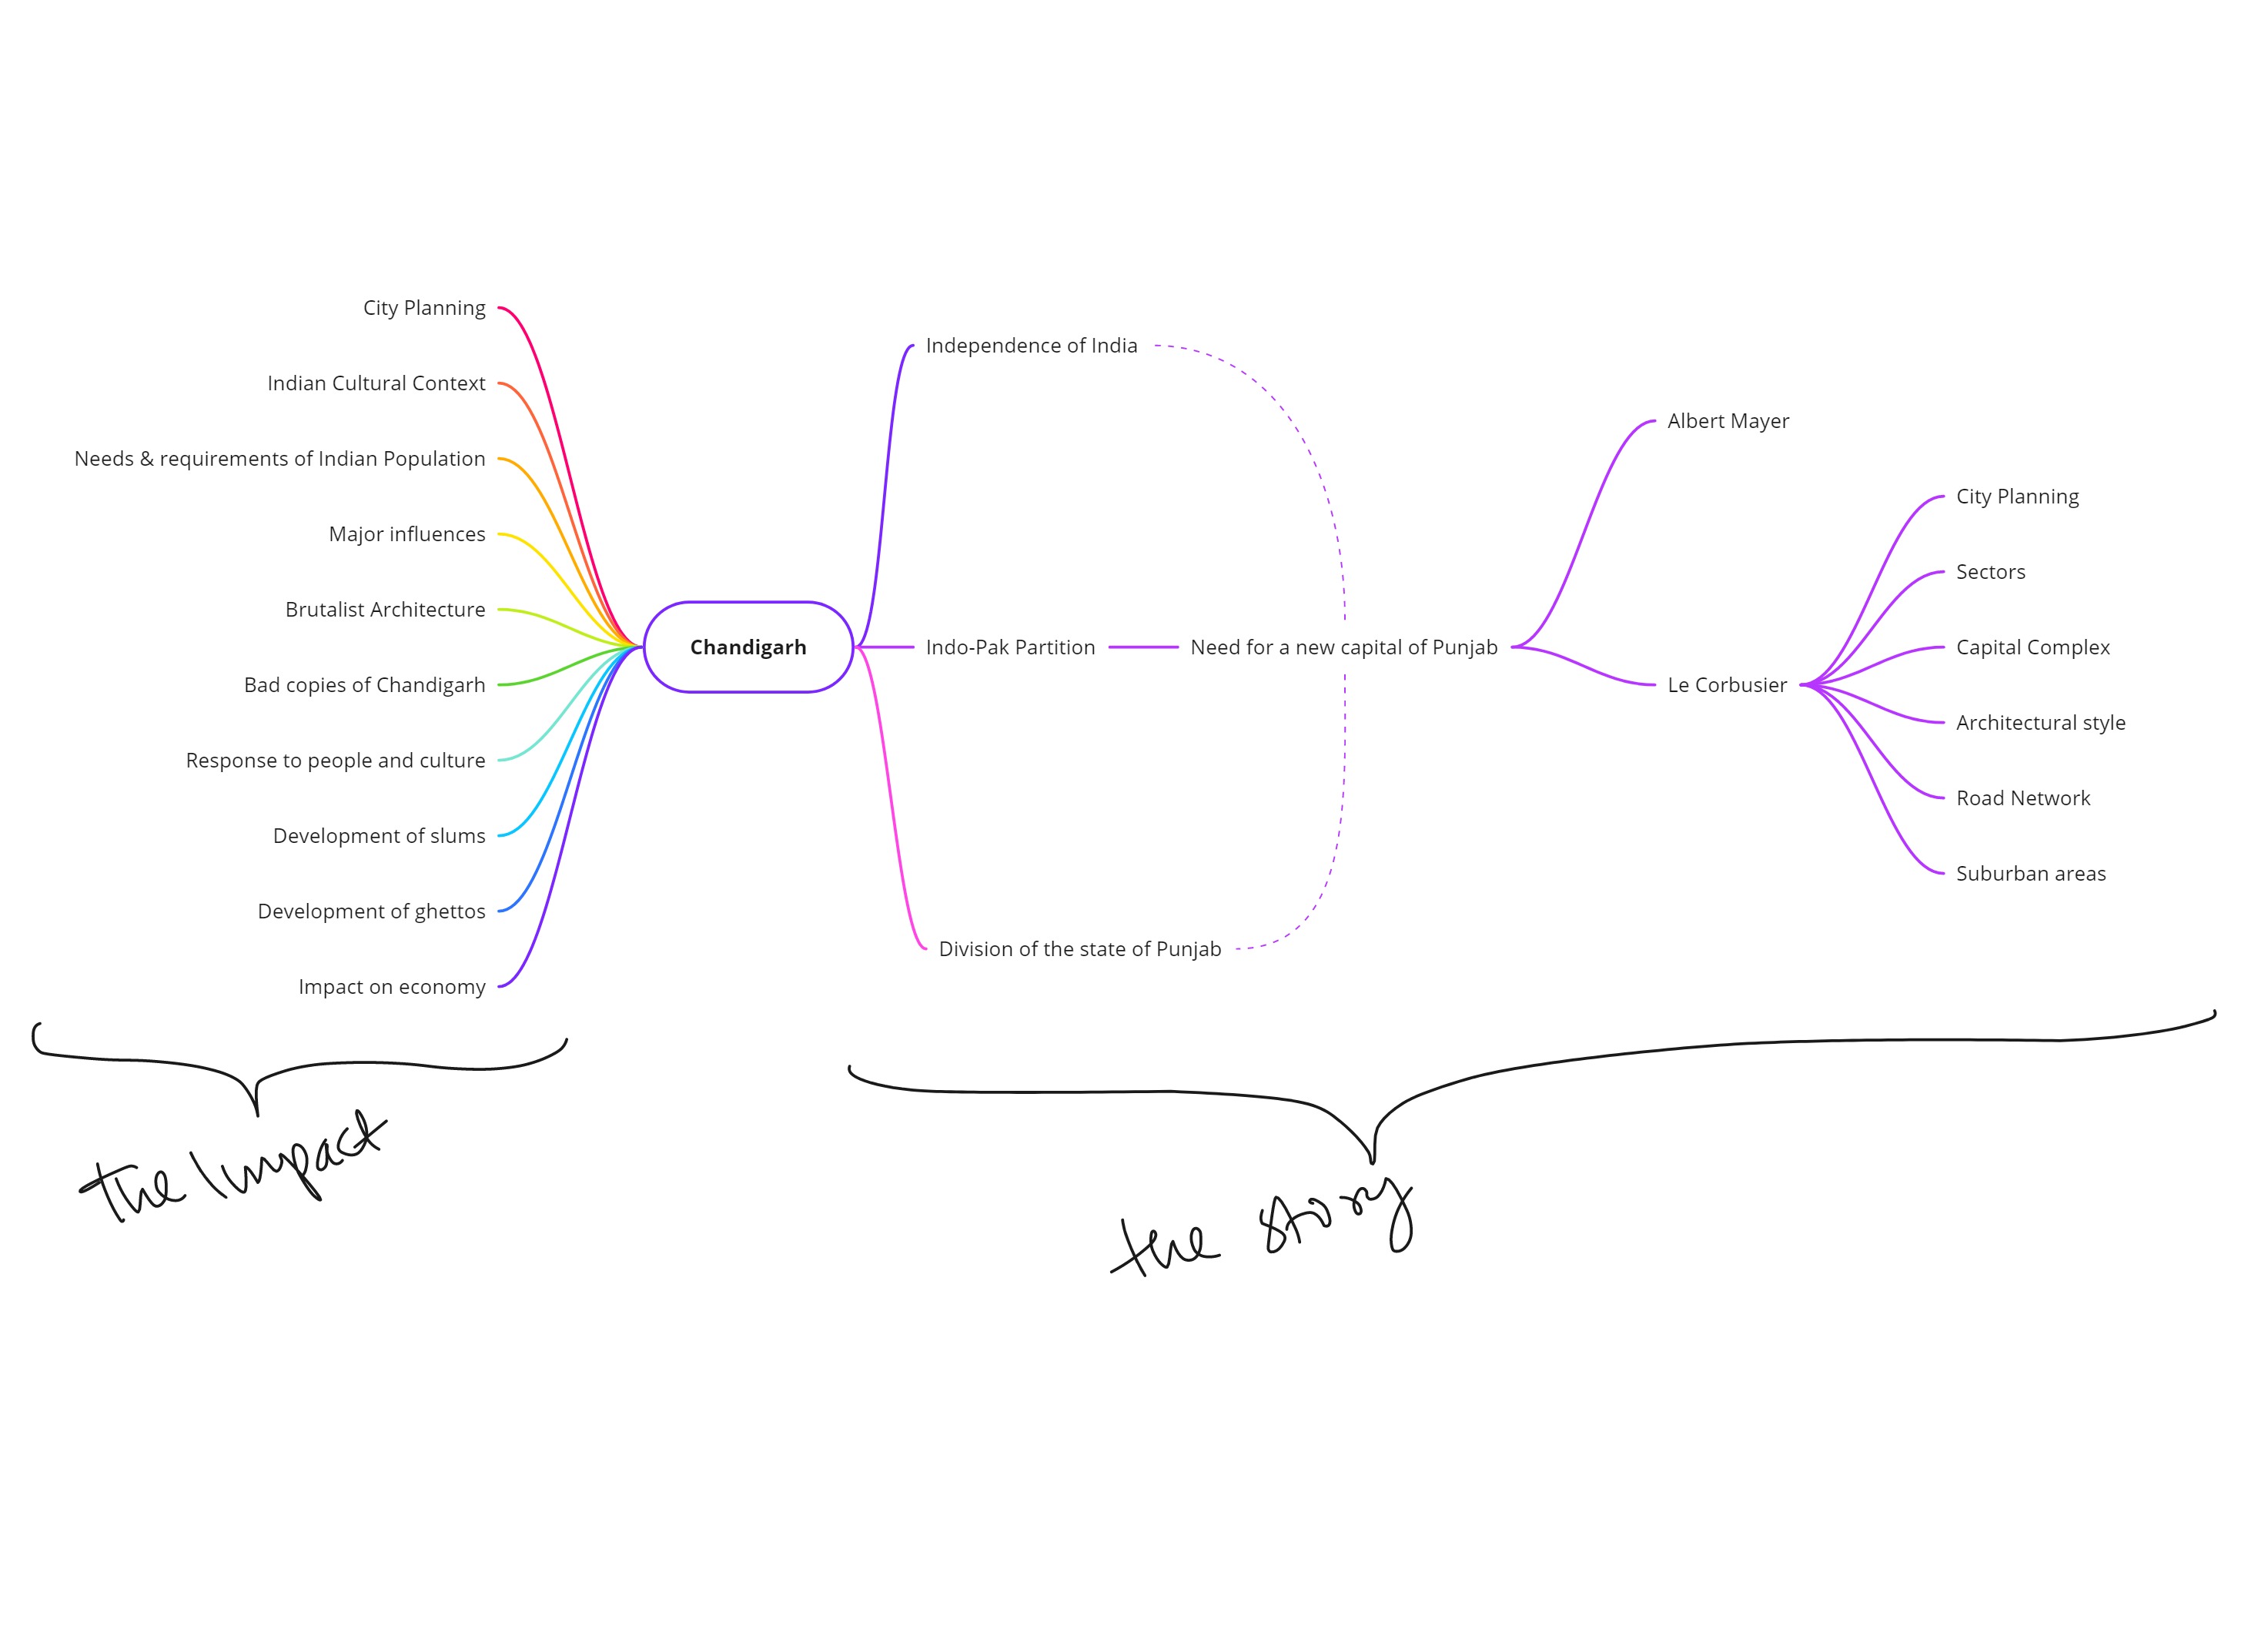 City Planning
Indian Cultural Context
Needs & requirements of Indian Population
Major influences
Brutalist Architecture
Bad copies of Chandigarh
Response to people and culture
Development of slums
Development of ghettos
Impact on economy
Chandigarh
Independence of India
Indo-Pak Partition
Need for a new capital of Punjab
Division of the state of Punjab
Albert Mayer
Le Corbusier
City Planning
Sectors
Capital Complex
Architectural style
Road Network
Suburban areas
the Impact
the story